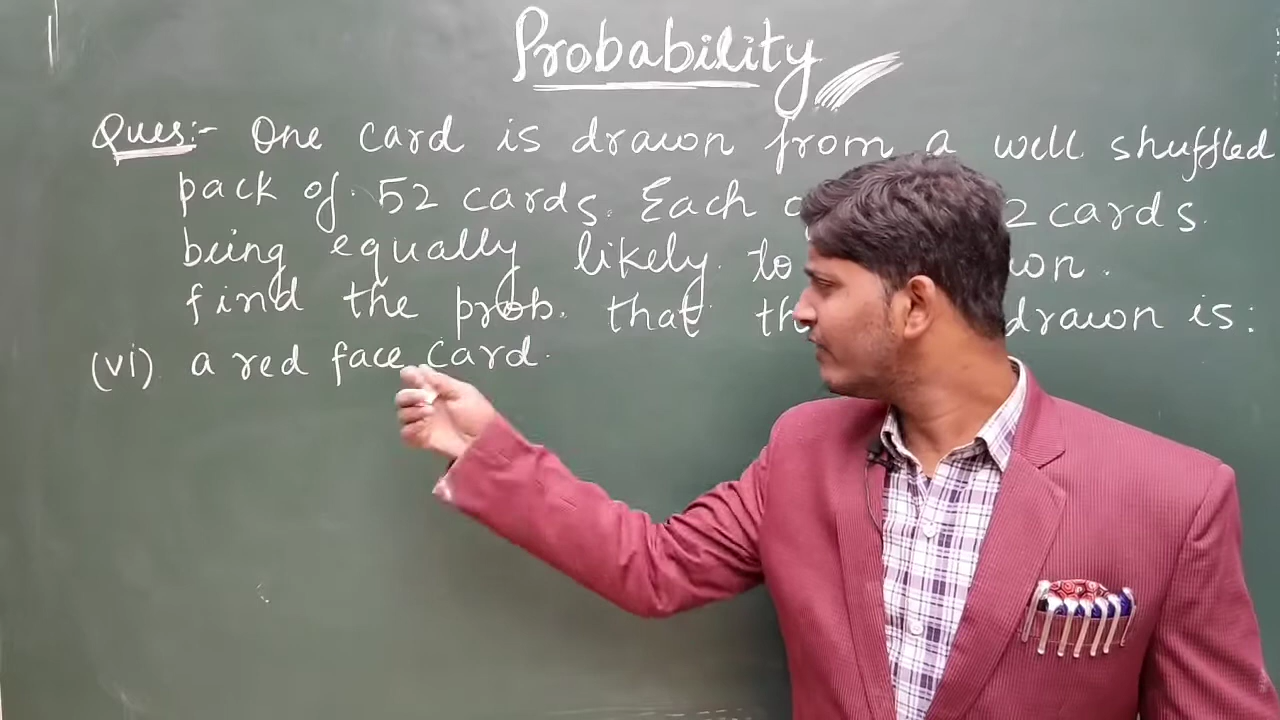 Probability
Ques:- One card is drawn from a well shuffled
pack of 52 cards. Each 2 cards.
being equally likely to
find the prob. that drawn is:
(vi) a red face card.